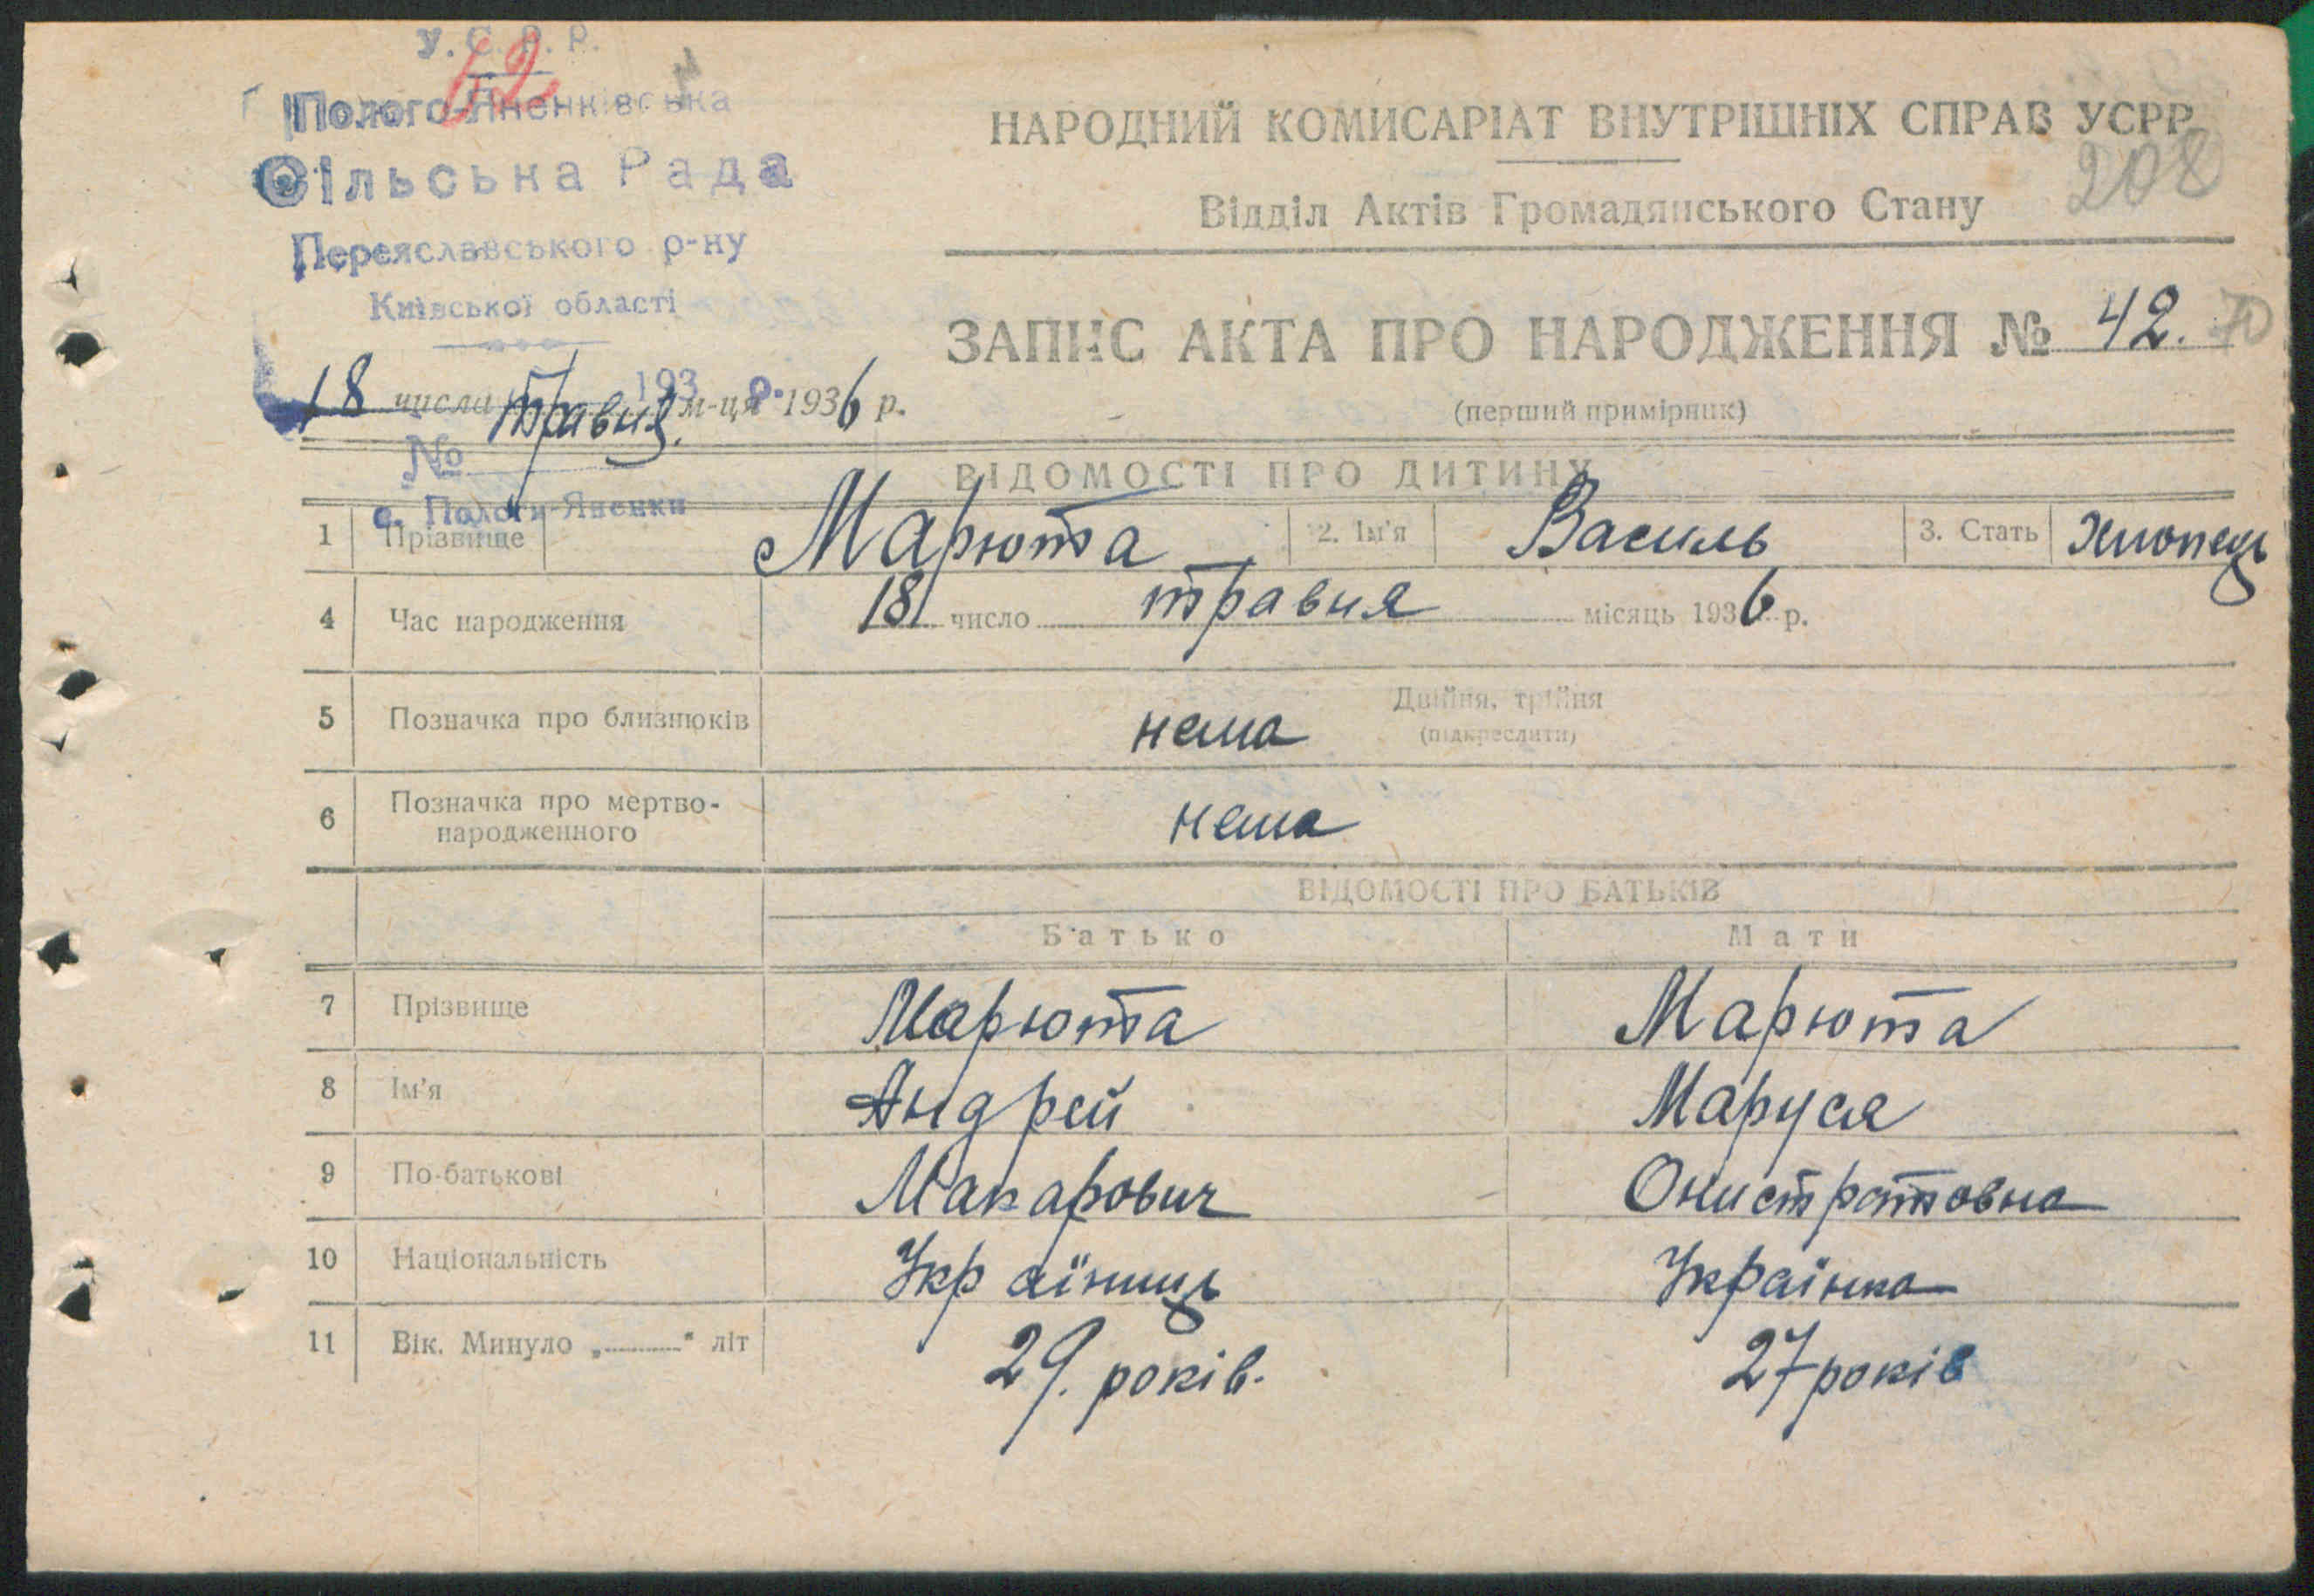 У.С.Р.Р.
62
Полого-Яненківська
Сільська Рада
Переяславського р-ну
Київської області
193 р.
№
с. Пологи-Яненки
НАРОДНИЙ КОМИСАРІАТ ВНУТРІШНІХ СПРАВ УСРР
208
Відділ Актів Громадянського Стану
ЗАПИС АКТА ПРО НАРОДЖЕННЯ № 42. 70
(перший примірник)
18 числа травня м-ця 1936 р.
ВІДОМОСТІ ПРО ДИТИНУ
1 Прізвище Марюта 2. Ім'я Василь 3. Стать Хлопець
4 Час народження 18 число травня місяць 1936 р.
5 Позначка про близнюків нема Двійня, трійня
(підкреслити)
6 Позначка про мертво-
народженного нема
ВІДОМОСТІ ПРО БАТЬКІВ
Батько Мати
7 Прізвище Марюта Марюта
8 Ім'я Андрей Маруся
9 По-батькові Макарович Онистратовна
10 Національність Україниць Українка
11 Вік. Минуло „ “ літ 29. років. 27 років